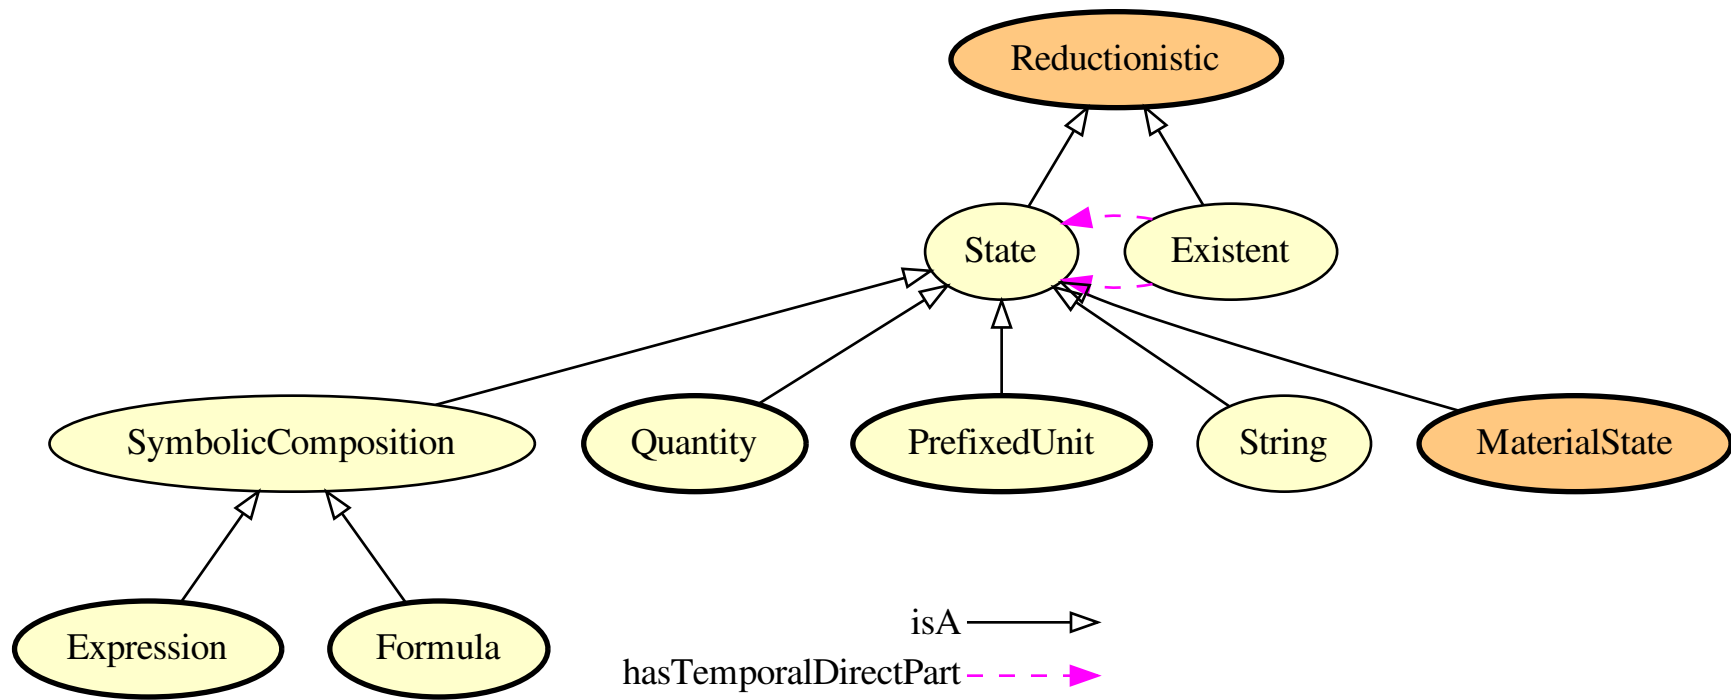 Reductionistic
State
Existent
SymbolicComposition
Quantity
PrefixedUnit
String
MaterialState
Expression
Formula
isA
hasTemporalDirectPart